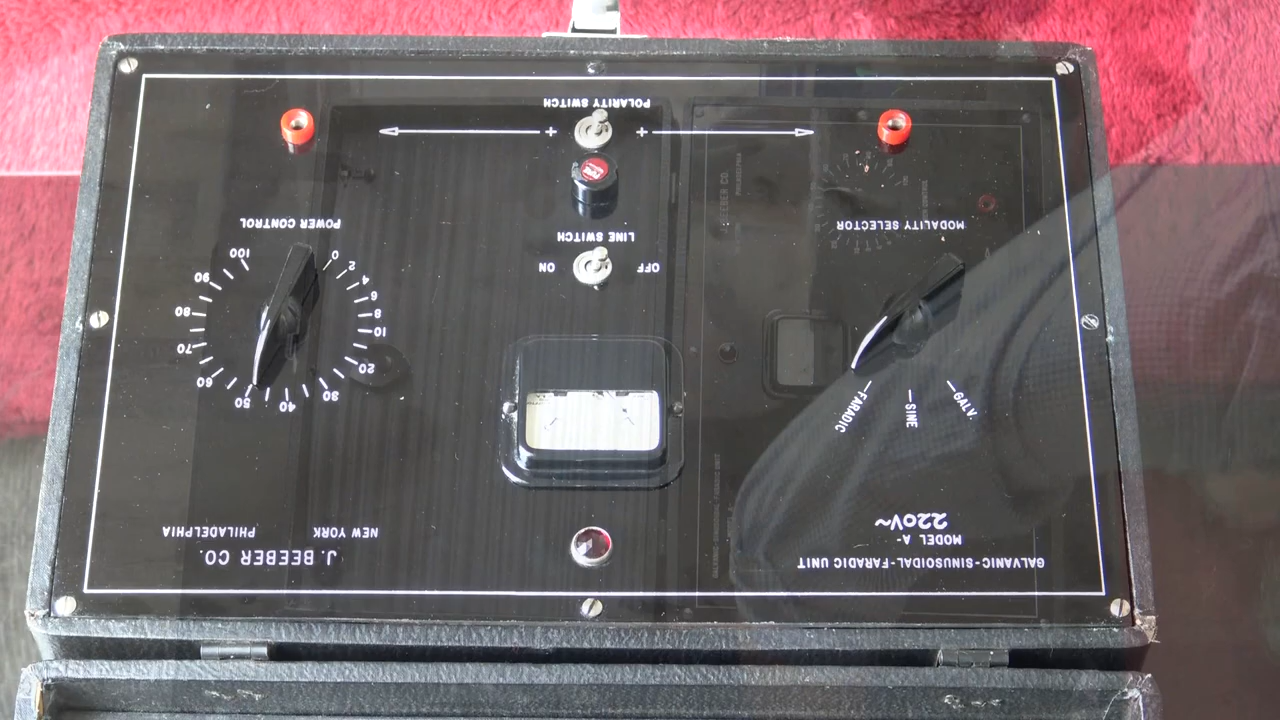 GALVANIC-SINUSOIDAL-FARADIC UNIT
MODEL A-
220V~
J. BEEBER CO.
NEW YORK PHILADELPHIA
GALV.
SINE
FARADIC
MODALITY SELECTOR
OFF ON
LINE SWITCH
30 40 50
20 60
10 70
8 80
6
4 90
2
0 100
POWER CONTROL
+ +
POLARITY SWITCH